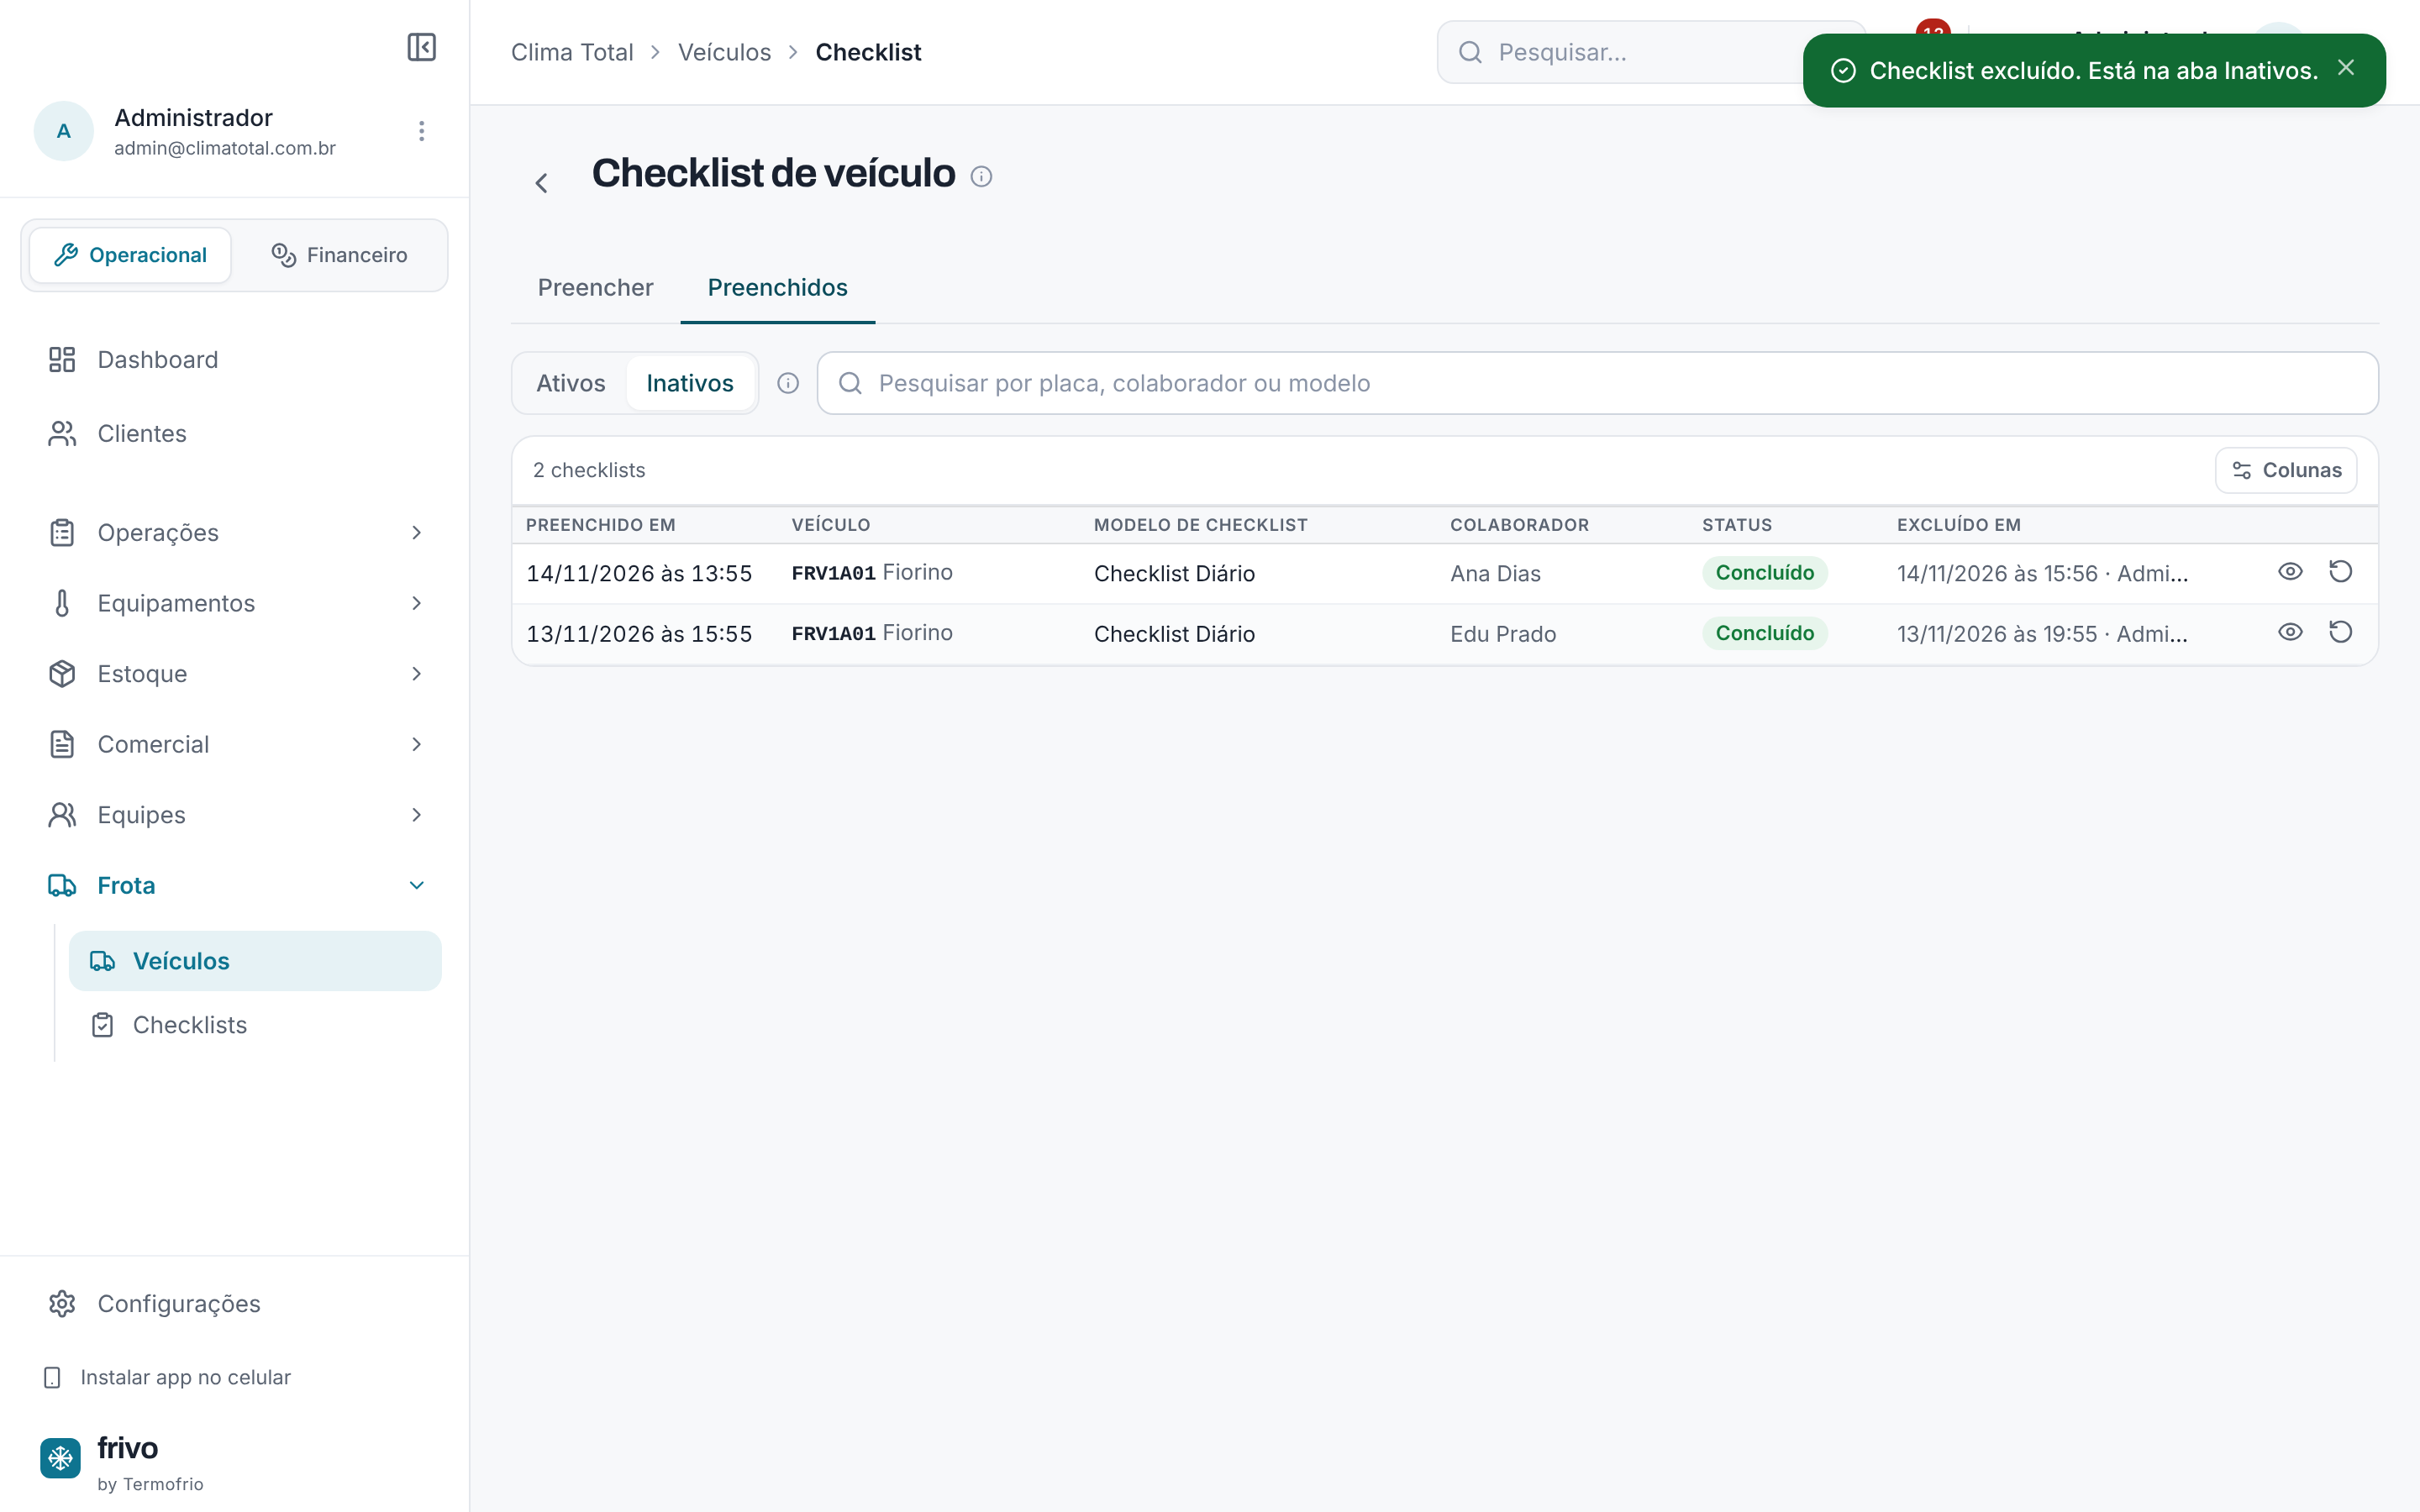 A
Administrador
admin@climatotal.com.br
Operacional
Financeiro
Dashboard
Clientes
Operações
Equipamentos
Estoque
Comercial
Equipes
Frota
Veículos
Checklists
Configurações
Instalar app no celular
frivo
by Termofrio
Clima Total > Veículos > Checklist
Pesquisar...
Checklist excluído. Está na aba Inativos.
Checklist de veículo
Preencher
Preenchidos
Ativos
Inativos
Pesquisar por placa, colaborador ou modelo
2 checklists
Colunas
PREENCHIDO EM VEÍCULO MODELO DE CHECKLIST COLABORADOR STATUS EXCLUÍDO EM
14/11/2026 às 13:55 FRV1A01 Fiorino Checklist Diário Ana Dias Concluído 14/11/2026 às 15:56 · Admi...
13/11/2026 às 15:55 FRV1A01 Fiorino Checklist Diário Edu Prado Concluído 13/11/2026 às 19:55 · Admi...